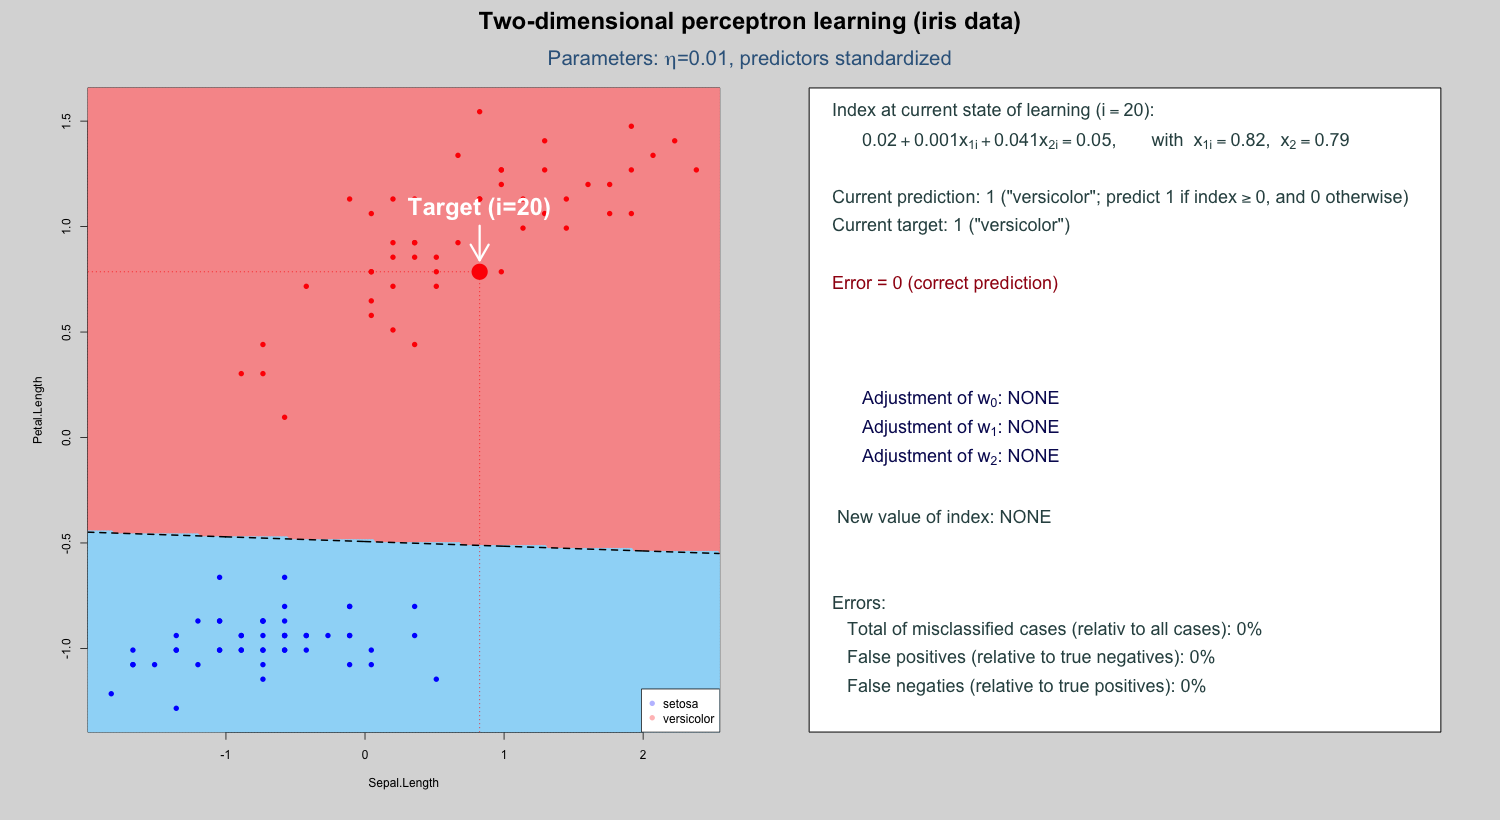 Two-dimensional perceptron learning (iris data)
Parameters: η=0.01, predictors standardized
1.5
1.0
0.5
0.0
-0.5
-1.0
Petal.Length
Target (i=20)
setosa
versicolor
-1
0
1
2
Sepal.Length
Index at current state of learning (i = 20):
0.02 + 0.001x1i + 0.041x2i = 0.05, with x1i = 0.82, x2 = 0.79
Current prediction: 1 ("versicolor"; predict 1 if index ≥ 0, and 0 otherwise)
Current target: 1 ("versicolor")
Error = 0 (correct prediction)
Adjustment of w0: NONE
Adjustment of w1: NONE
Adjustment of w2: NONE
New value of index: NONE
Errors:
Total of misclassified cases (relativ to all cases): 0%
False positives (relative to true negatives): 0%
False negaties (relative to true positives): 0%